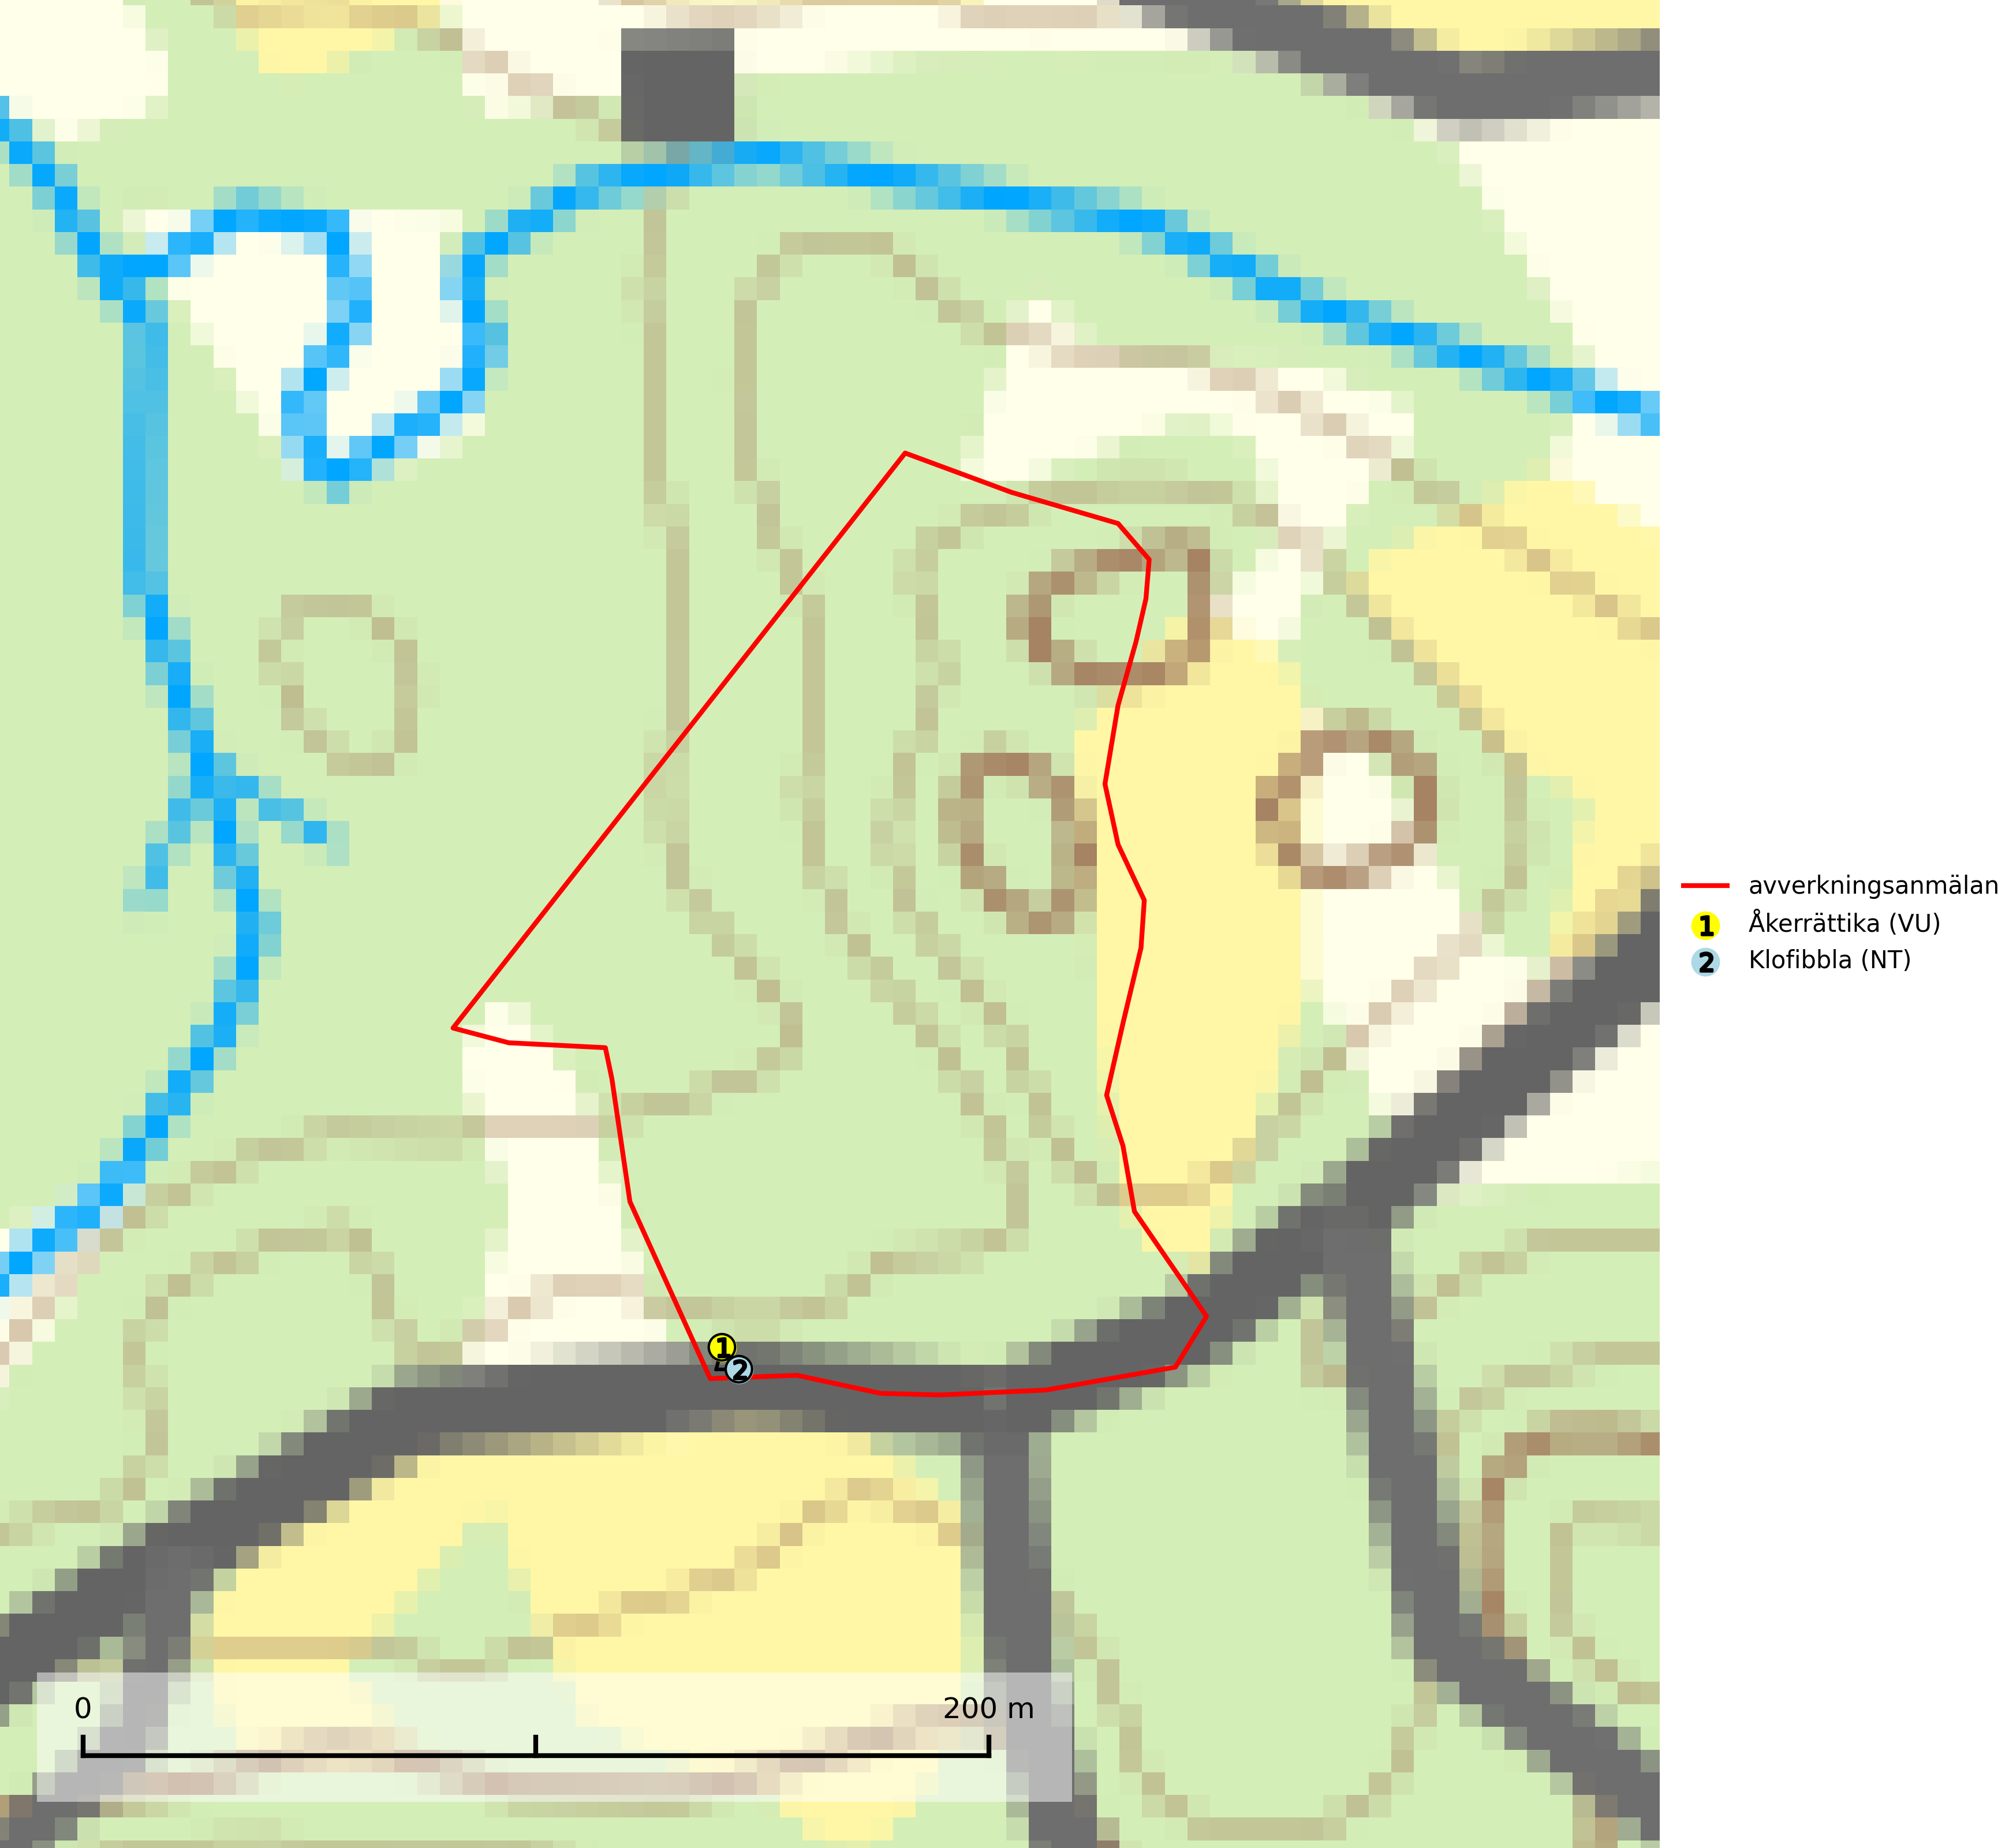 avverkningsanmälan
1 Åkerrättika (VU)
2 Klofibbla (NT)
1
2
0 200 m